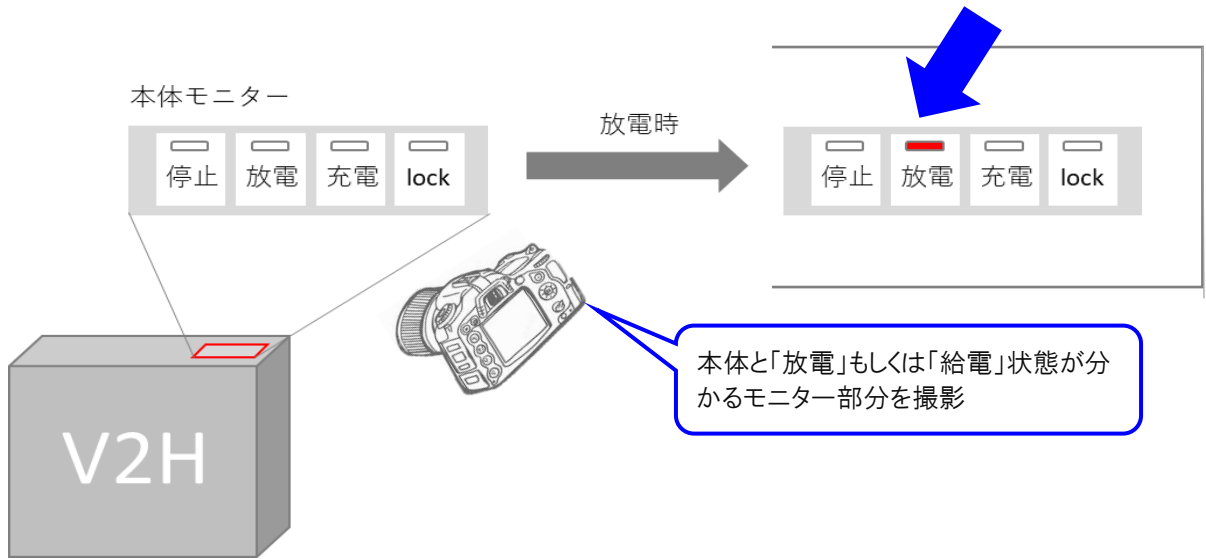 本体モニター
停止 放電 充電 lock
放電時
停止 放電 充電 lock
本体と「放電」もしくは「給電」状態が分
かるモニター部分を撮影
V2H